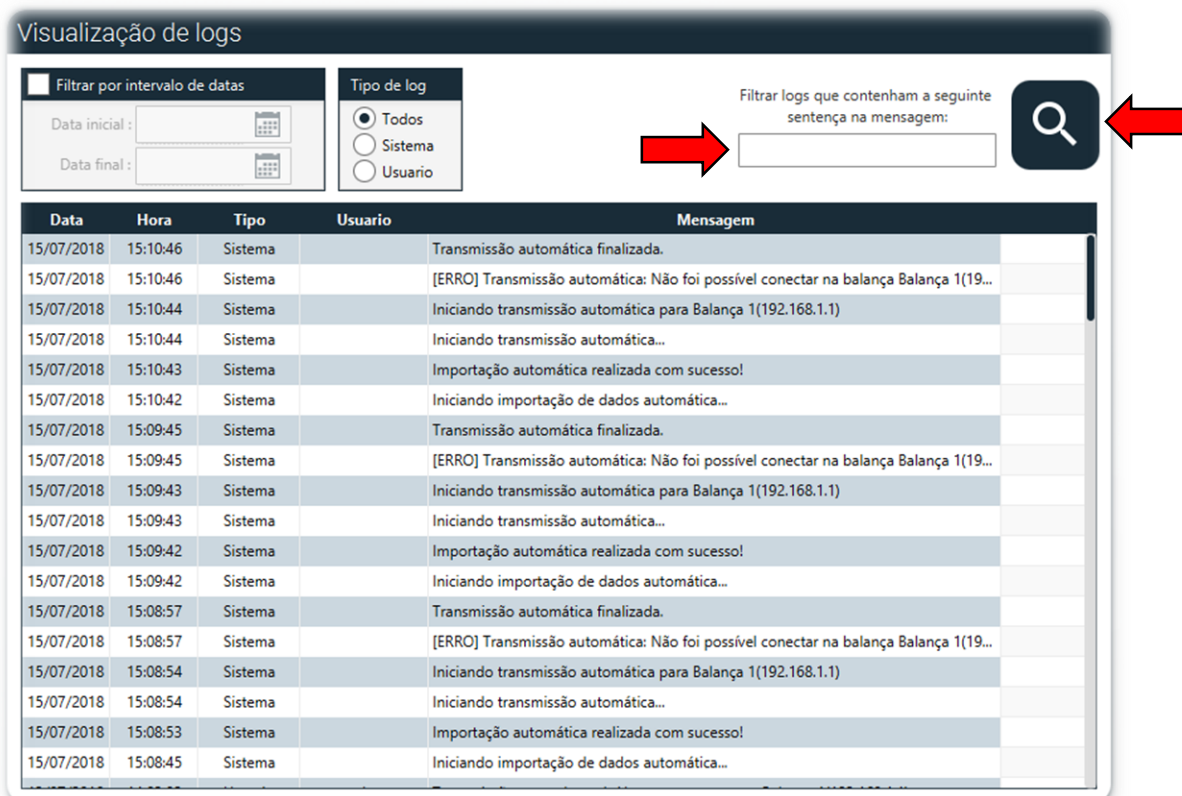 Visualização de logs
Filtrar por intervalo de datas
Data inicial :
Data final :
Tipo de log
Todos
Sistema
Usuario
Filtrar logs que contenham a seguinte
sentença na mensagem:
Data Hora Tipo Usuario Mensagem
15/07/2018 15:10:46 Sistema Transmissão automática finalizada.
15/07/2018 15:10:46 Sistema [ERRO] Transmissão automática: Não foi possível conectar na balança Balança 1(19...
15/07/2018 15:10:44 Sistema Iniciando transmissão automática para Balança 1(192.168.1.1)
15/07/2018 15:10:44 Sistema Iniciando transmissão automática...
15/07/2018 15:10:43 Sistema Importação automática realizada com sucesso!
15/07/2018 15:10:42 Sistema Iniciando importação de dados automática...
15/07/2018 15:09:45 Sistema Transmissão automática finalizada.
15/07/2018 15:09:45 Sistema [ERRO] Transmissão automática: Não foi possível conectar na balança Balança 1(19...
15/07/2018 15:09:43 Sistema Iniciando transmissão automática para Balança 1(192.168.1.1)
15/07/2018 15:09:43 Sistema Iniciando transmissão automática...
15/07/2018 15:09:42 Sistema Importação automática realizada com sucesso!
15/07/2018 15:09:42 Sistema Iniciando importação de dados automática...
15/07/2018 15:08:57 Sistema Transmissão automática finalizada.
15/07/2018 15:08:57 Sistema [ERRO] Transmissão automática: Não foi possível conectar na balança Balança 1(19...
15/07/2018 15:08:54 Sistema Iniciando transmissão automática para Balança 1(192.168.1.1)
15/07/2018 15:08:54 Sistema Iniciando transmissão automática...
15/07/2018 15:08:53 Sistema Importação automática realizada com sucesso!
15/07/2018 15:08:45 Sistema Iniciando importação de dados automática...